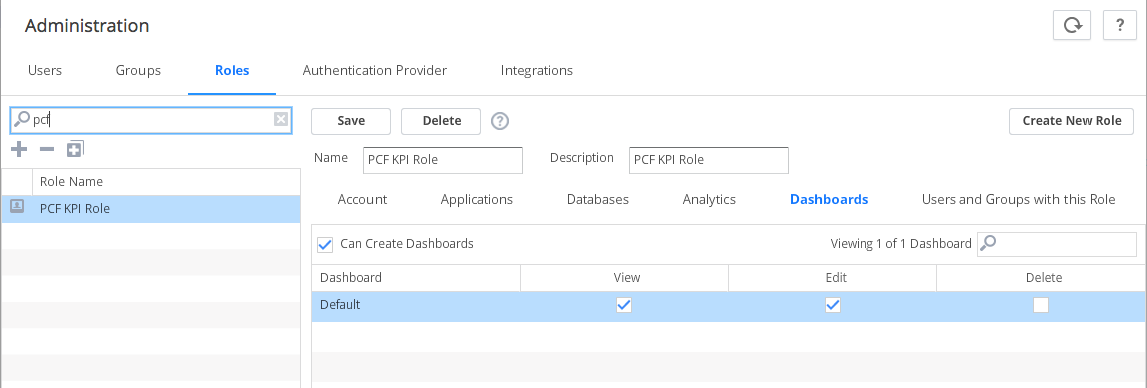 Administration
?
Users Groups Roles Authentication Provider Integrations
pcf
Save Delete ? Create New Role
Name PCF KPI Role Description PCF KPI Role
Role Name
PCF KPI Role
Account Applications Databases Analytics Dashboards Users and Groups with this Role
Can Create Dashboards Viewing 1 of 1 Dashboard
Dashboard View Edit Delete
Default